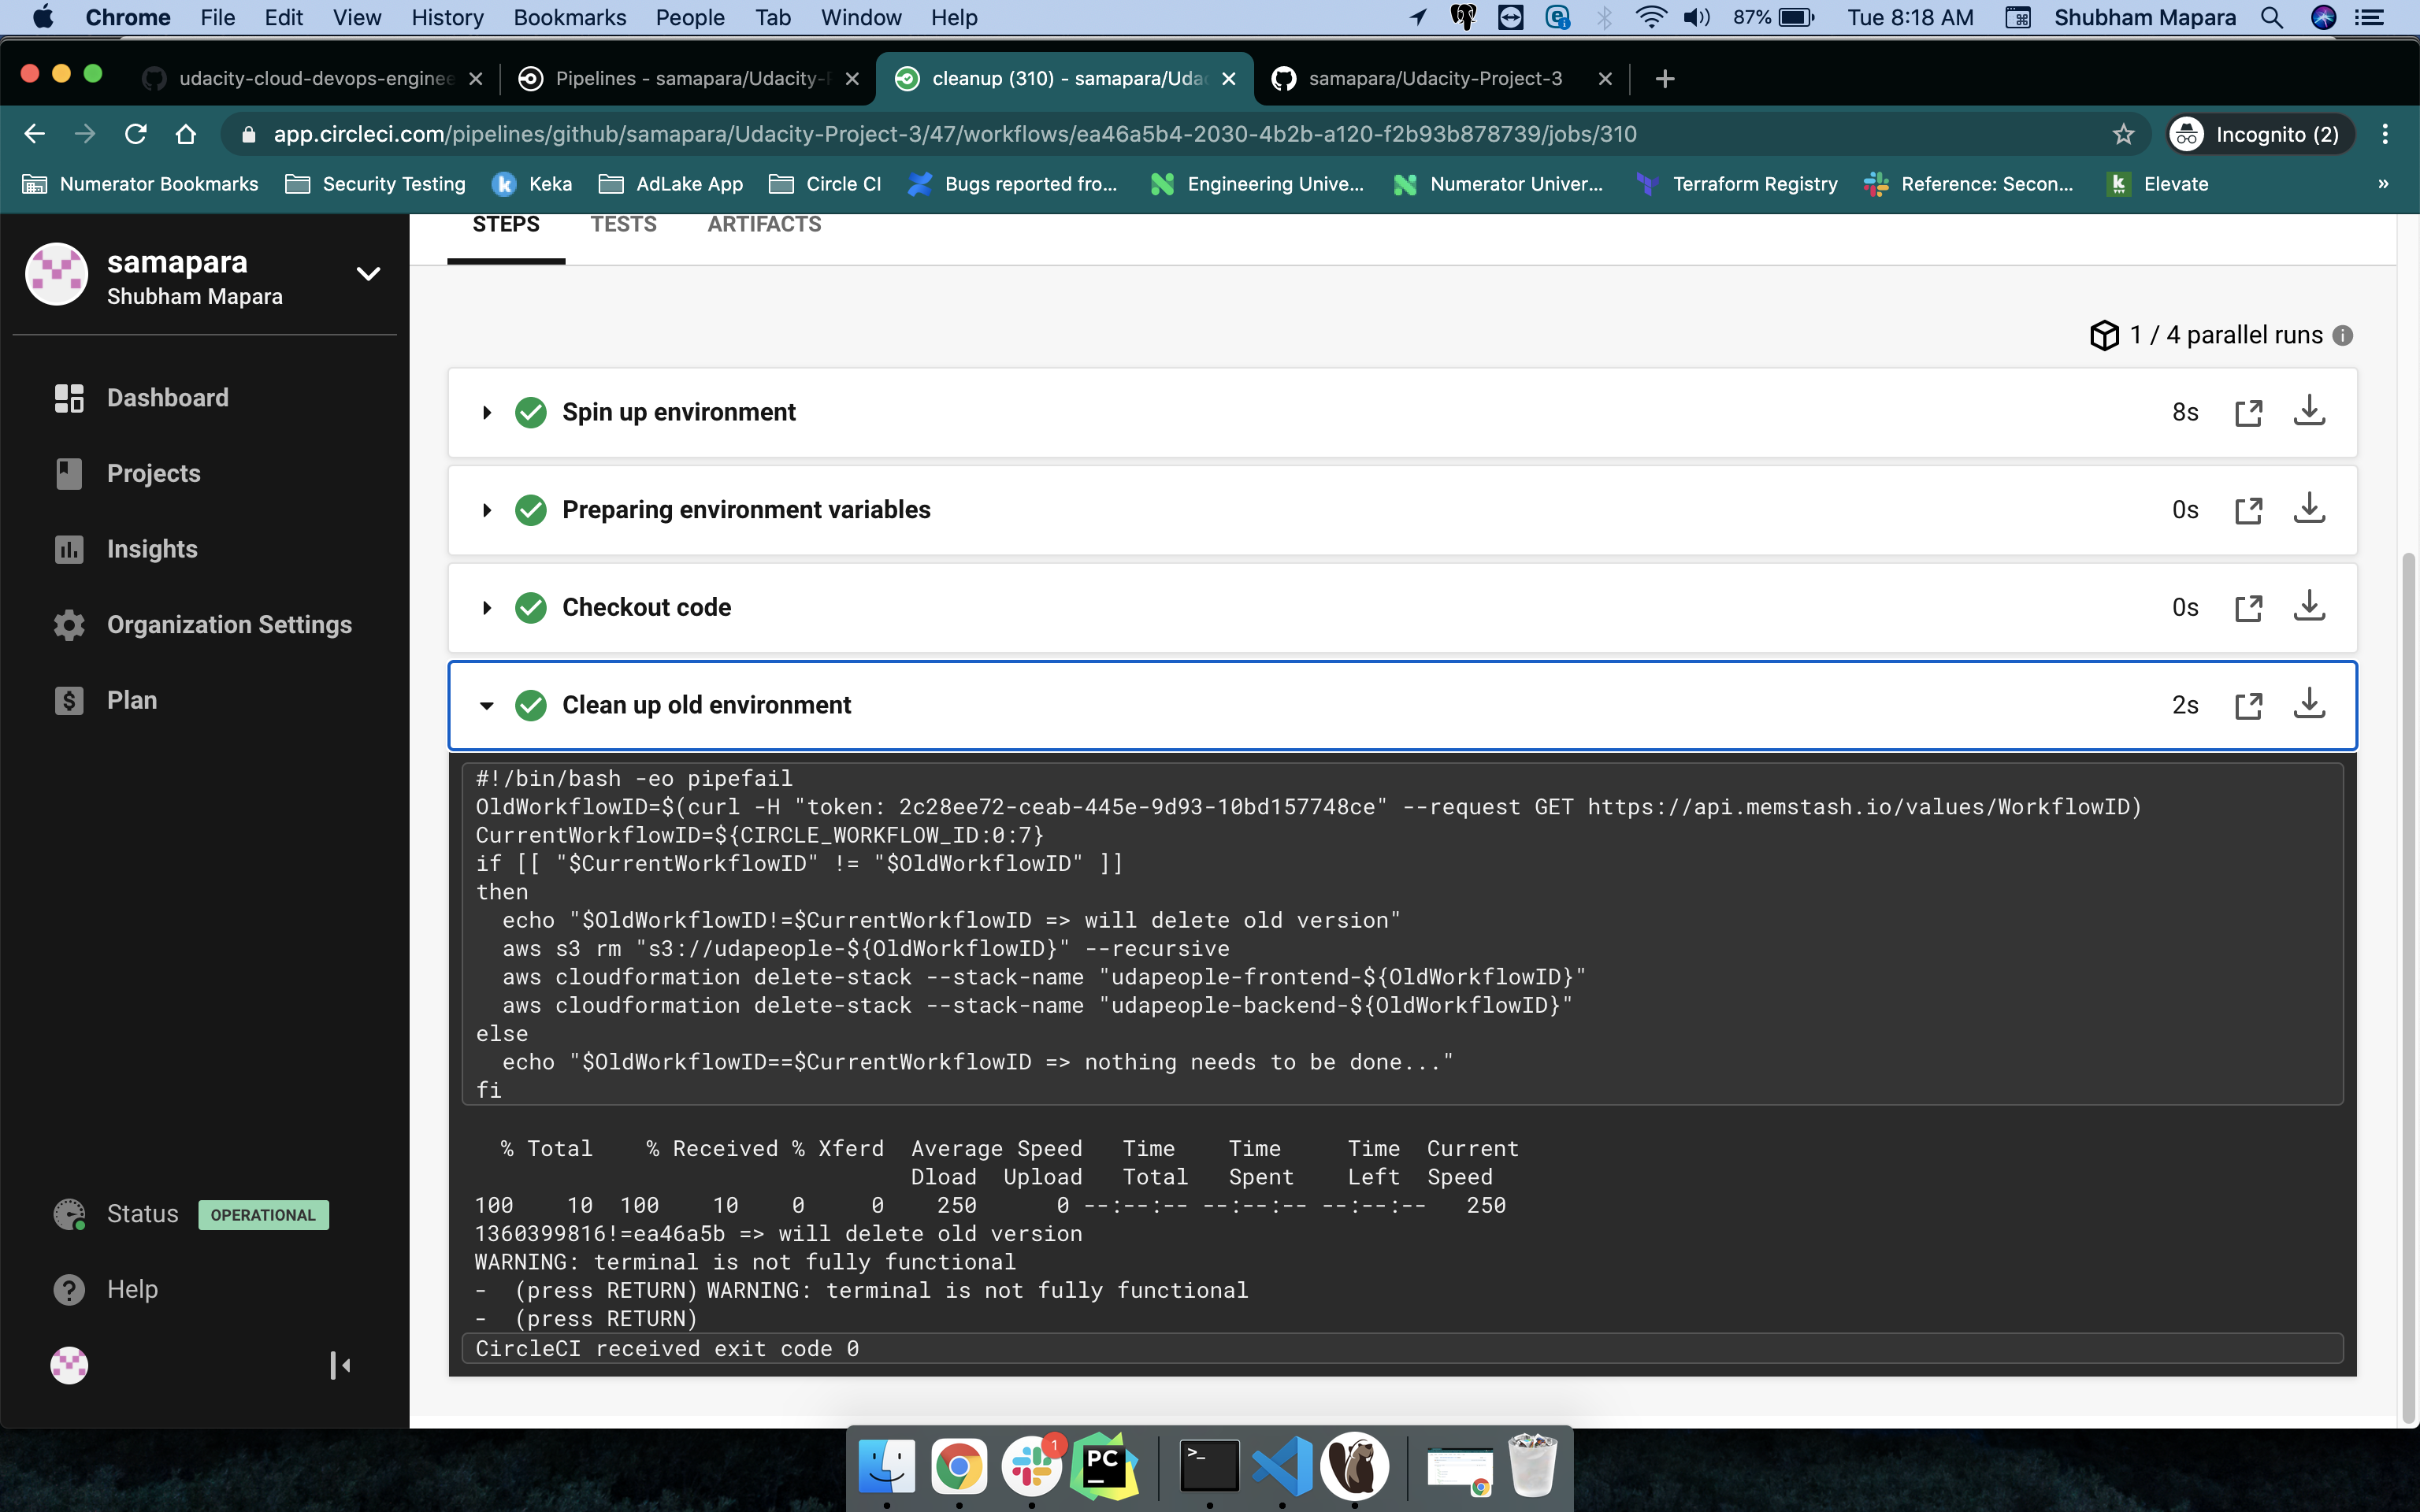 Chrome File Edit View History Bookmarks People Tab Window Help 87% Tue 8:18 AM Shubham Mapara
udacity-cloud-devops-enginee Pipelines - samapara/Udacity-P cleanup (310) - samapara/Udac samapara/Udacity-Project-3
app.circleci.com/pipelines/github/samapara/Udacity-Project-3/47/workflows/ea46a5b4-2030-4b2b-a120-f2b93b878739/jobs/310 Incognito (2)
Numerator Bookmarks Security Testing Keka AdLake App Circle CI Bugs reported fro... Engineering Unive... Numerator Univer... Terraform Registry Reference: Secon... Elevate »
samapara
Shubham Mapara
Dashboard
Projects
Insights
Organization Settings
Plan
Status OPERATIONAL
Help
STEPS TESTS ARTIFACTS
1 / 4 parallel runs
Spin up environment 8s
Preparing environment variables 0s
Checkout code 0s
Clean up old environment 2s
#!/bin/bash -eo pipefail
OldWorkflowID=$(curl -H "token: 2c28ee72-ceab-445e-9d93-10bd157748ce" --request GET https://api.memstash.io/values/WorkflowID)
CurrentWorkflowID=${CIRCLE_WORKFLOW_ID:0:7}
if [[ "$CurrentWorkflowID" != "$OldWorkflowID" ]]
then
  echo "$OldWorkflowID!=$CurrentWorkflowID => will delete old version"
  aws s3 rm "s3://udapeople-${OldWorkflowID}" --recursive
  aws cloudformation delete-stack --stack-name "udapeople-frontend-${OldWorkflowID}"
  aws cloudformation delete-stack --stack-name "udapeople-backend-${OldWorkflowID}"
else
  echo "$OldWorkflowID==$CurrentWorkflowID => nothing needs to be done..."
fi
% Total % Received % Xferd Average Speed Time Time Time Current
Dload Upload Total Spent Left Speed
100 10 100 10 0 0 250 0 --:--:-- --:--:-- --:--:-- 250
1360399816!=ea46a5b => will delete old version
WARNING: terminal is not fully functional
- (press RETURN) WARNING: terminal is not fully functional
- (press RETURN)
CircleCI received exit code 0
1
PC
>_